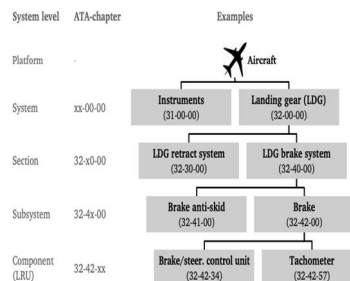 System level ATA-chapter Examples
Platform - Aircraft
System xx-00-00 Instruments Landing gear (LDG)
(31-00-00) (32-00-00)
Section 32-x0-00 LDG retract system LDG brake system
(32-30-00) (32-40-00)
Subsystem 32-4x-00 Brake anti-skid Brake
(32-41-00) (32-42-00)
Component 32-42-xx Brake/steer. control unit Tachometer
(LRU) (32-42-34) (32-42-57)